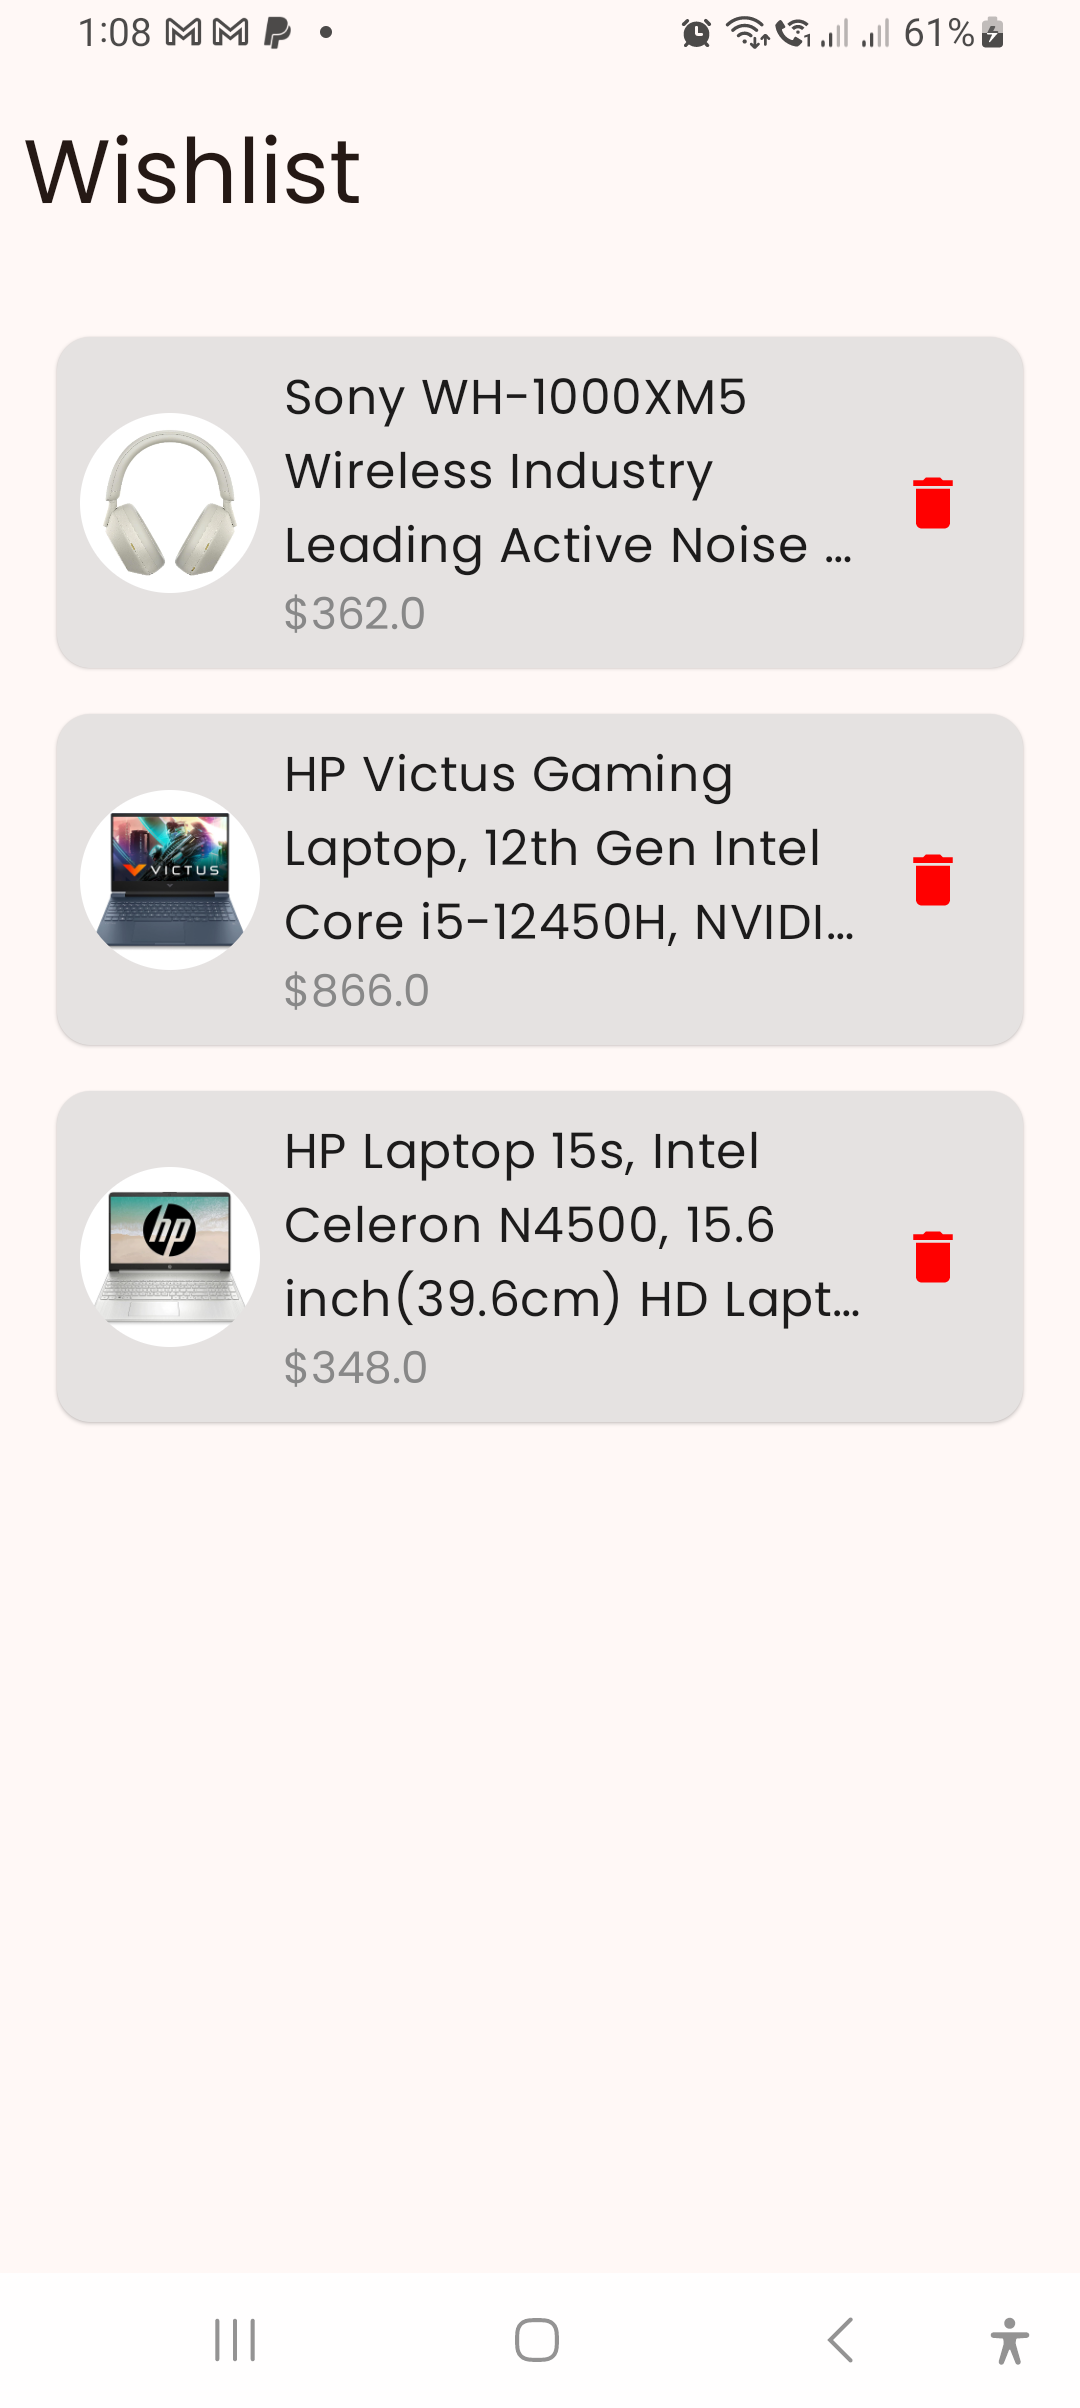 1:08 61%
Wishlist
Sony WH-1000XM5
Wireless Industry
Leading Active Noise ...
$362.0
VICTUS
HP Victus Gaming
Laptop, 12th Gen Intel
Core i5-12450H, NVIDI...
$866.0
hp
HP Laptop 15s, Intel
Celeron N4500, 15.6
inch(39.6cm) HD Lapt...
$348.0